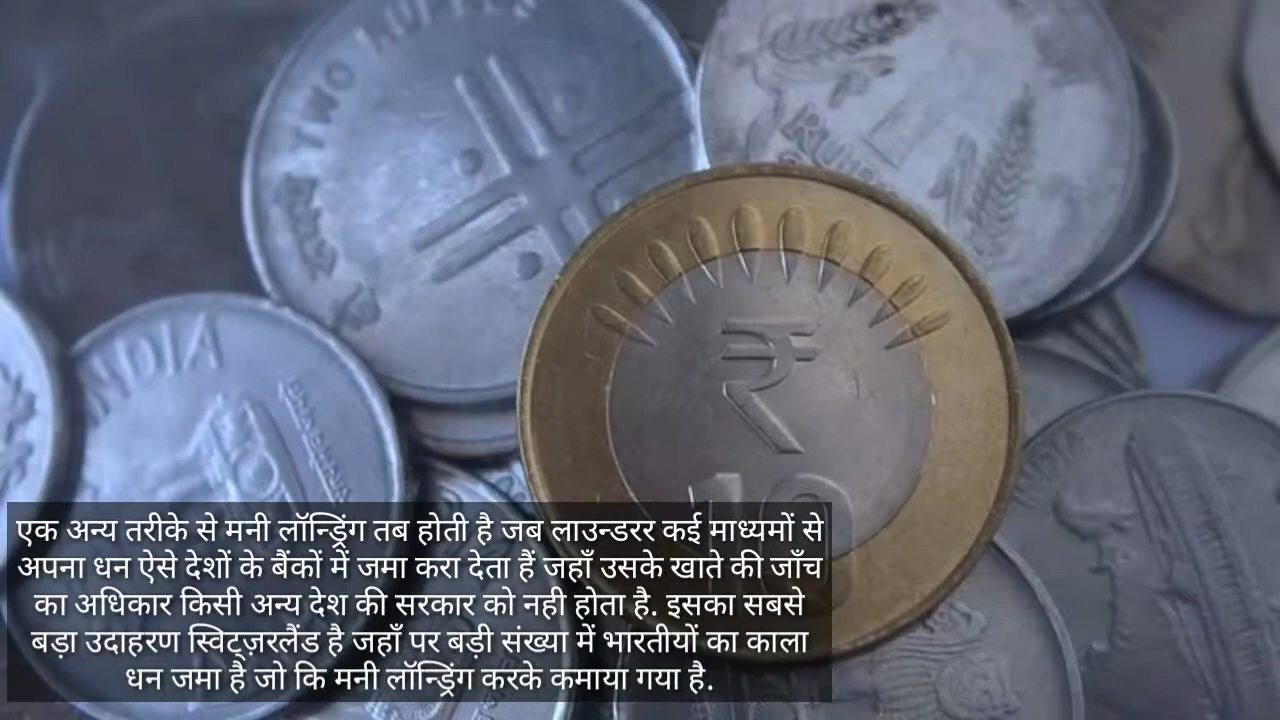 TWO RUPEES
INDIA
₹
10
एक अन्य तरीके से मनी लॉन्ड्रिंग तब होती है जब लाउन्डरर कई माध्यमों से
अपना धन ऐसे देशों के बैंकों में जमा करा देता हैं जहाँ उसके खाते की जाँच
का अधिकार किसी अन्य देश की सरकार को नही होता है. इसका सबसे
बड़ा उदाहरण स्विट्ज़रलैंड है जहाँ पर बड़ी संख्या में भारतीयों का काला
धन जमा है जो कि मनी लॉन्ड्रिंग करके कमाया गया है.